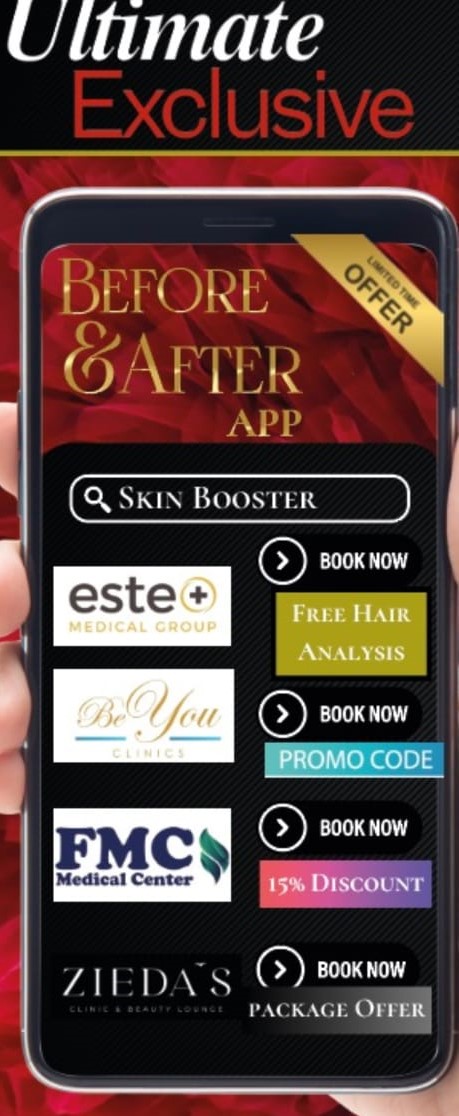 Ultimate
Exclusive
LIMITED TIME
OFFER
BEFORE
& AFTER
APP
SKIN BOOSTER
BOOK NOW
este+
MEDICAL GROUP
FREE HAIR
ANALYSIS
Be You
CLINICS
BOOK NOW
PROMO CODE
FMC
Medical Center
BOOK NOW
15% DISCOUNT
ZIEDA'S
CLINIC & BEAUTY LOUNGE
BOOK NOW
PACKAGE OFFER